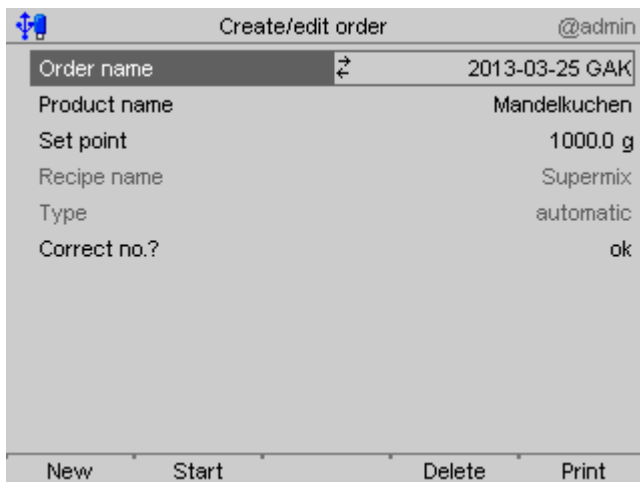 Create/edit order @admin
Order name 2013-03-25 GAK
Product name Mandelkuchen
Set point 1000.0 g
Recipe name Supermix
Type automatic
Correct no.? ok
New Start Delete Print